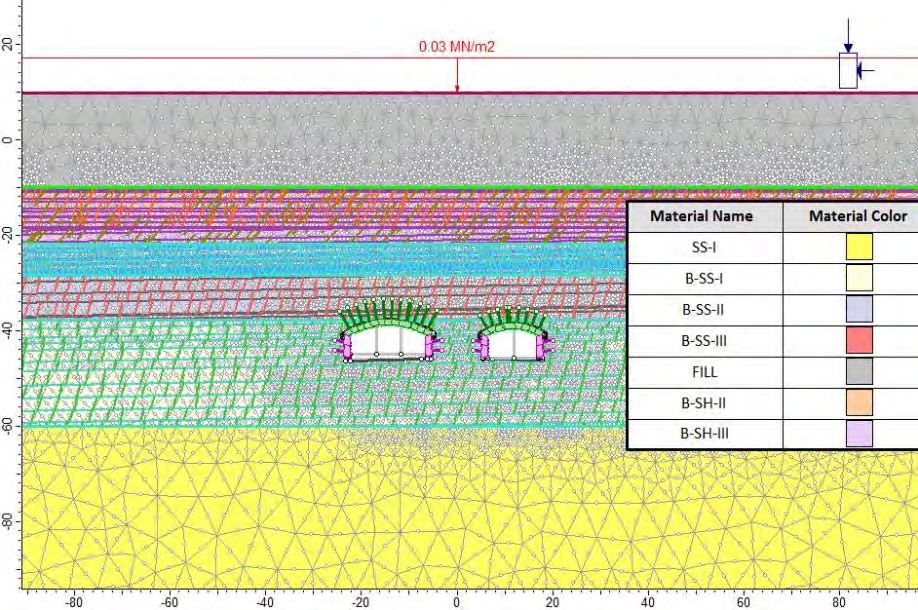 0.03 MN/m2
20
0
-20
-40
-60
-80
Material Name Material Color
SS-I
B-SS-I
B-SS-II
B-SS-III
FILL
B-SH-II
B-SH-III
-80 -60 -40 -20 0 20 40 60 80